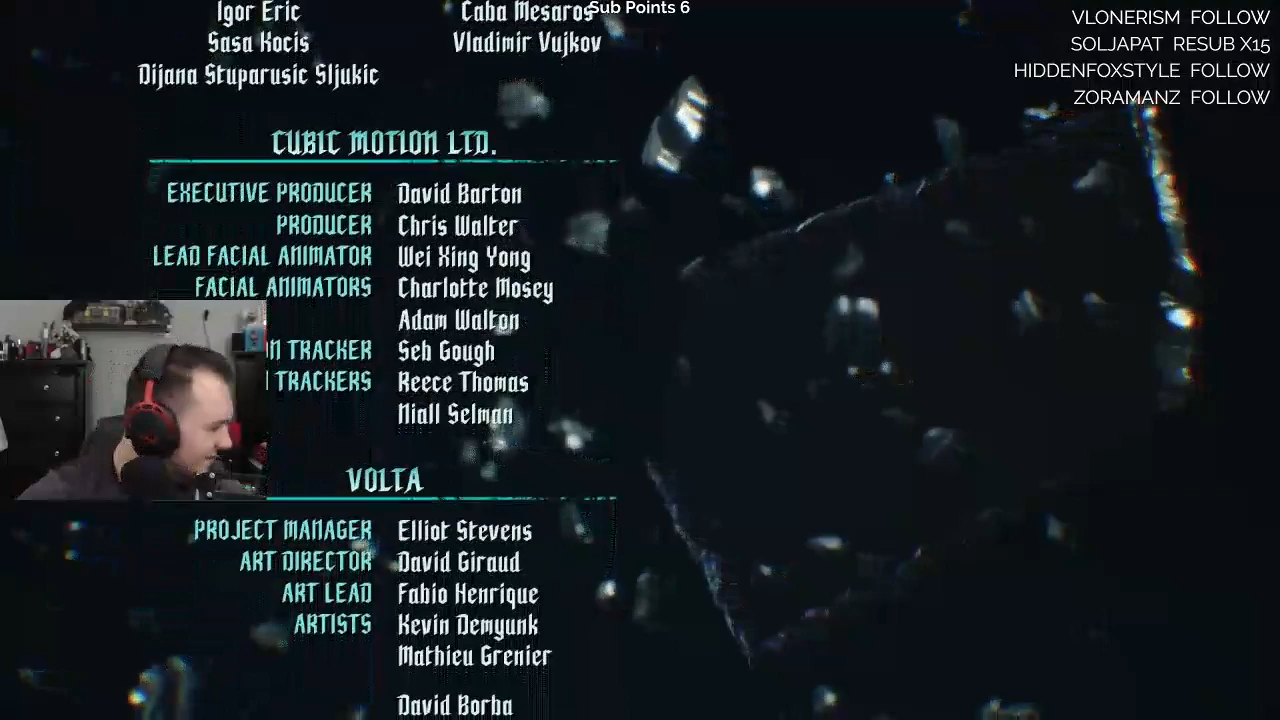 Sub Points 6
VLONERISM FOLLOW
SOLJAPAT RESUB X15
HIDDENFOXSTYLE FOLLOW
ZORAMANZ FOLLOW
Igor Eric
Caba Mesaros
Sasa Kocis
Vladimir Vujkov
Dijana Stuparusic Sljukic
CUBIC MOTION LTD.
EXECUTIVE PRODUCER David Barton
PRODUCER Chris Walter
LEAD FACIAL ANIMATOR Wei Xing Yong
FACIAL ANIMATORS Charlotte Mosey
Adam Walton
TRACKER Seb Gough
TRACKERS Reece Thomas
Niall Selman
VOLTA
PROJECT MANAGER Elliot Stevens
ART DIRECTOR David Giraud
ART LEAD Fabio Henrique
ARTISTS Kevin Demyunk
Mathieu Grenier
David Borba